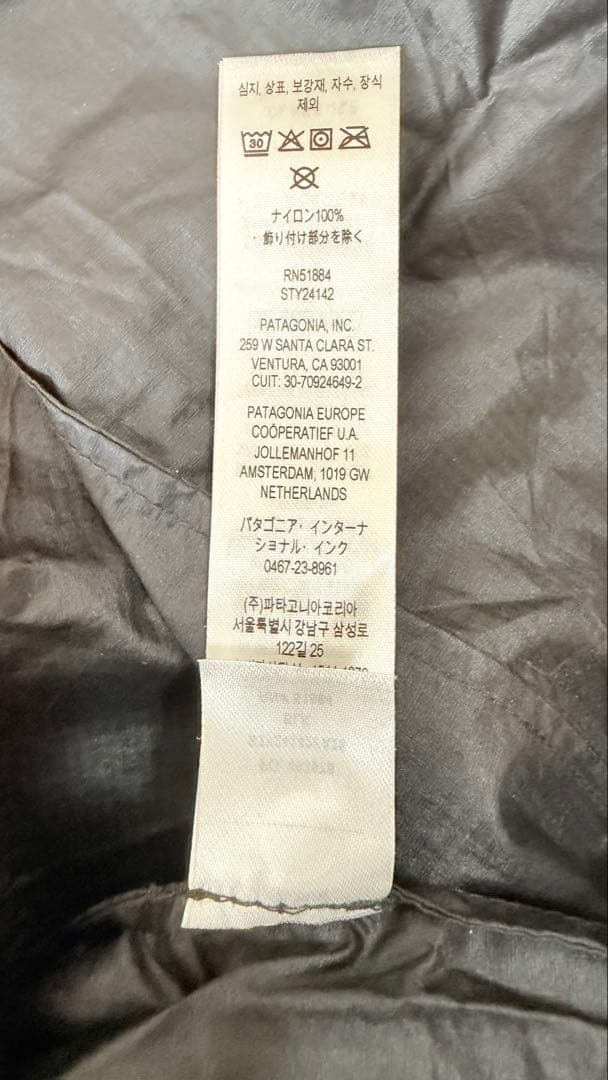 심지, 상표, 보강재, 자수, 장식
제외
30
ナイロン100%
・飾り付け部分を除く
RN51884
STY24142
PATAGONIA, INC.
259 W SANTA CLARA ST.
VENTURA, CA 93001
CUIT: 30-70924649-2
PATAGONIA EUROPE
COÖPERATIEF U.A.
JOLLEMANHOF 11
AMSTERDAM, 1019 GW
NETHERLANDS
パタゴニア・インターナ
ショナル・インク
0467-23-8961
(주)파타고니아코리아
서울특별시 강남구 삼성로
122길 25